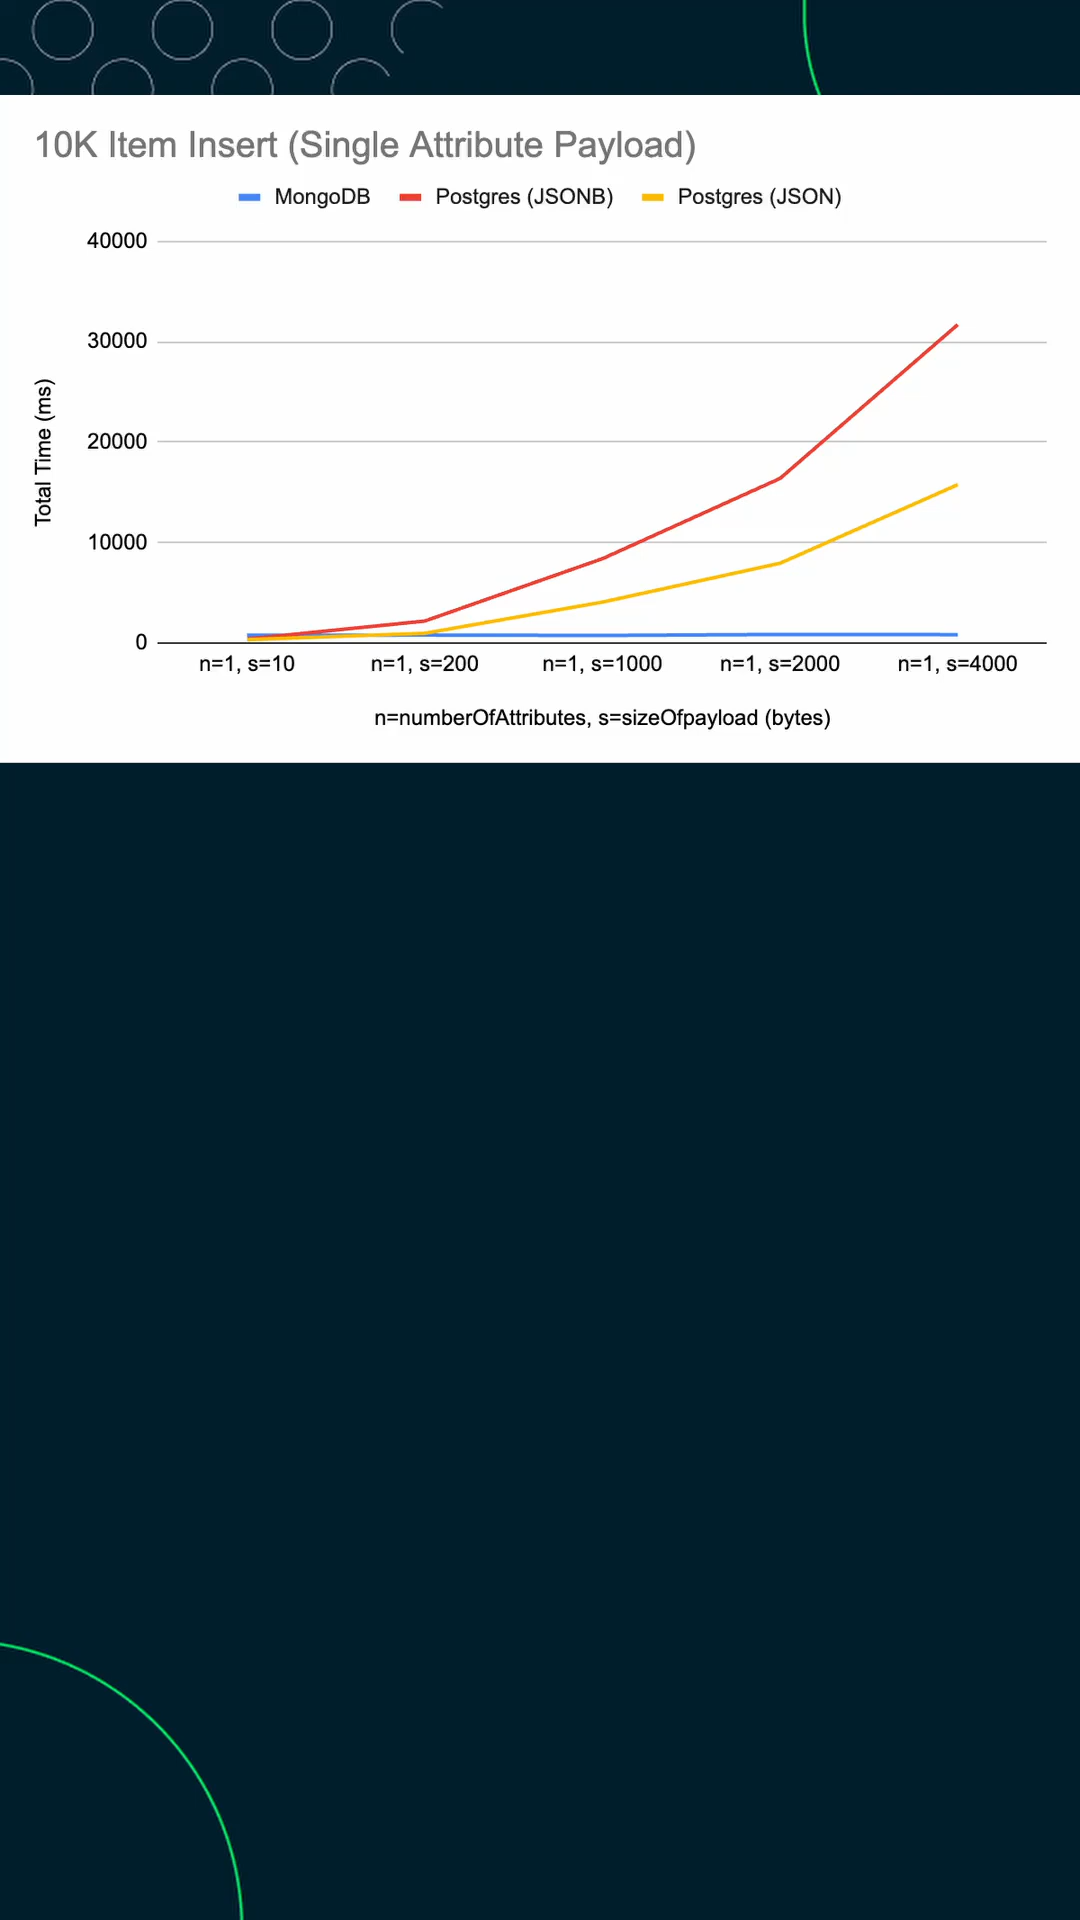 10K Item Insert (Single Attribute Payload)
MongoDB Postgres (JSONB) Postgres (JSON)
40000
30000
20000
10000
0
Total Time (ms)
n=1, s=10 n=1, s=200 n=1, s=1000 n=1, s=2000 n=1, s=4000
n=numberOfAttributes, s=sizeOfpayload (bytes)